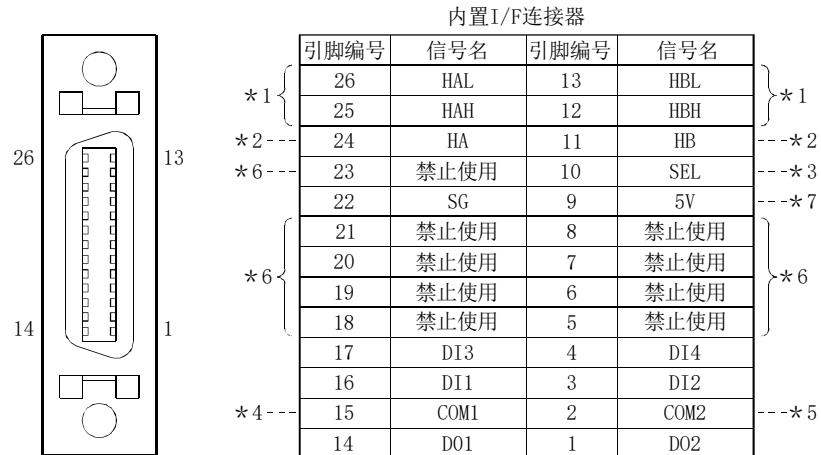 内置I/F连接器
引脚编号 信号名 引脚编号 信号名
*1 26 HAL 13 HBL *1
25 HAH 12 HBH
*2 24 HA 11 HB *2
*6 23 禁止使用 10 SEL *3
22 SG 9 5V *7
*6 21 禁止使用 8 禁止使用 *6
20 禁止使用 7 禁止使用
19 禁止使用 6 禁止使用
18 禁止使用 5 禁止使用
17 DI3 4 DI4
16 DI1 3 DI2
*4 15 COM1 2 COM2 *5
14 DO1 1 DO2
26 13
14 1